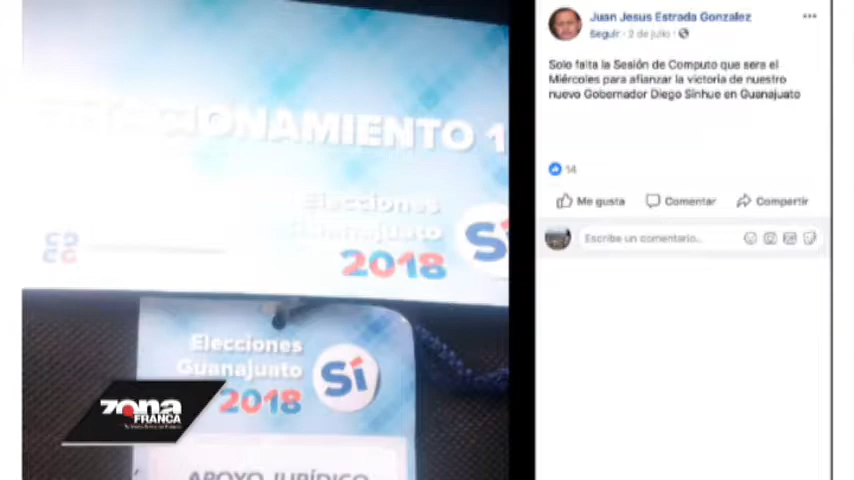 ESTACIONAMIENTO 1
Elecciones
Guanajuato
2018
Sí
Elecciones
Guanajuato
2018
Sí
APOYO JURÍDICO
ZONA
FRANCA
Juan Jesus Estrada Gonzalez
Seguir · 2 de julio ·
Solo falta la Sesión de Computo que sera el
Miércoles para afianzar la victoria de nuestro
nuevo Gobernador Diego Sinhue en Guanajuato
14
Me gusta
Comentar
Compartir
Escribe un comentario...